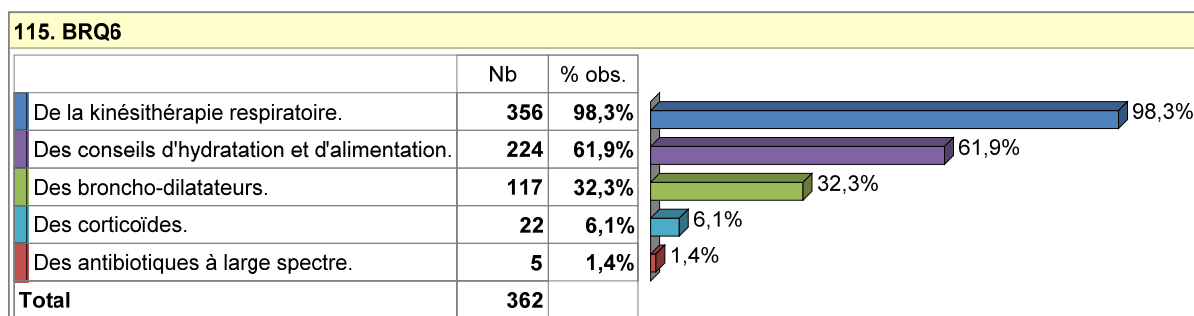 115. BRQ6
Nb % obs.
De la kinésithérapie respiratoire. 356 98,3% 98,3%
Des conseils d'hydratation et d'alimentation. 224 61,9% 61,9%
Des broncho-dilatateurs. 117 32,3% 32,3%
Des corticoïdes. 22 6,1% 6,1%
Des antibiotiques à large spectre. 5 1,4% 1,4%
Total 362